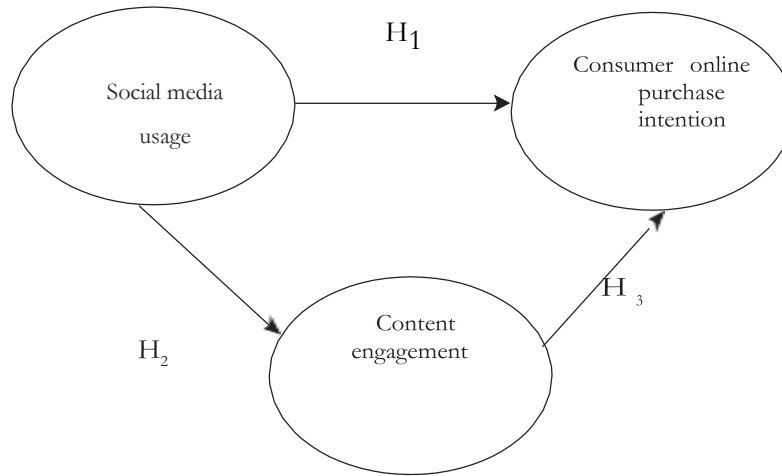 H1
Social media
usage
Consumer online
purchase
intention
H2
H3
Content
engagement